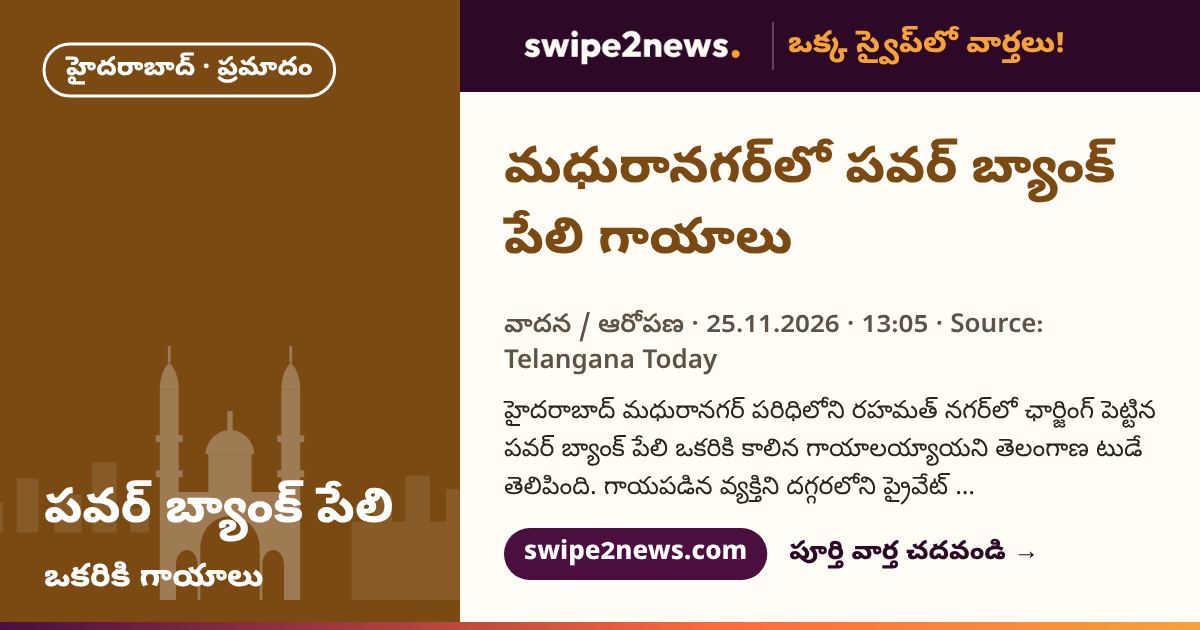 హైదరాబాద్ · ప్రమాదం
పవర్ బ్యాంక్ పేలి
ఒకరికి గాయాలు
swipe2news.
ఒక్క స్వైప్‌లో వార్తలు!
మధురానగర్‌లో పవర్ బ్యాంక్
పేలి గాయాలు
వాదన / ఆరోపణ · 25.11.2026 · 13:05 · Source:
Telangana Today
హైదరాబాద్ మధురానగర్ పరిధిలోని రహమత్ నగర్‌లో ఛార్జింగ్ పెట్టిన
పవర్ బ్యాంక్ పేలి ఒకరికి కాలిన గాయాలయ్యాయని తెలంగాణ టుడే
తెలిపింది. గాయపడిన వ్యక్తిని దగ్గరలోని ప్రైవేట్ ...
swipe2news.com
పూర్తి వార్త చదవండి →